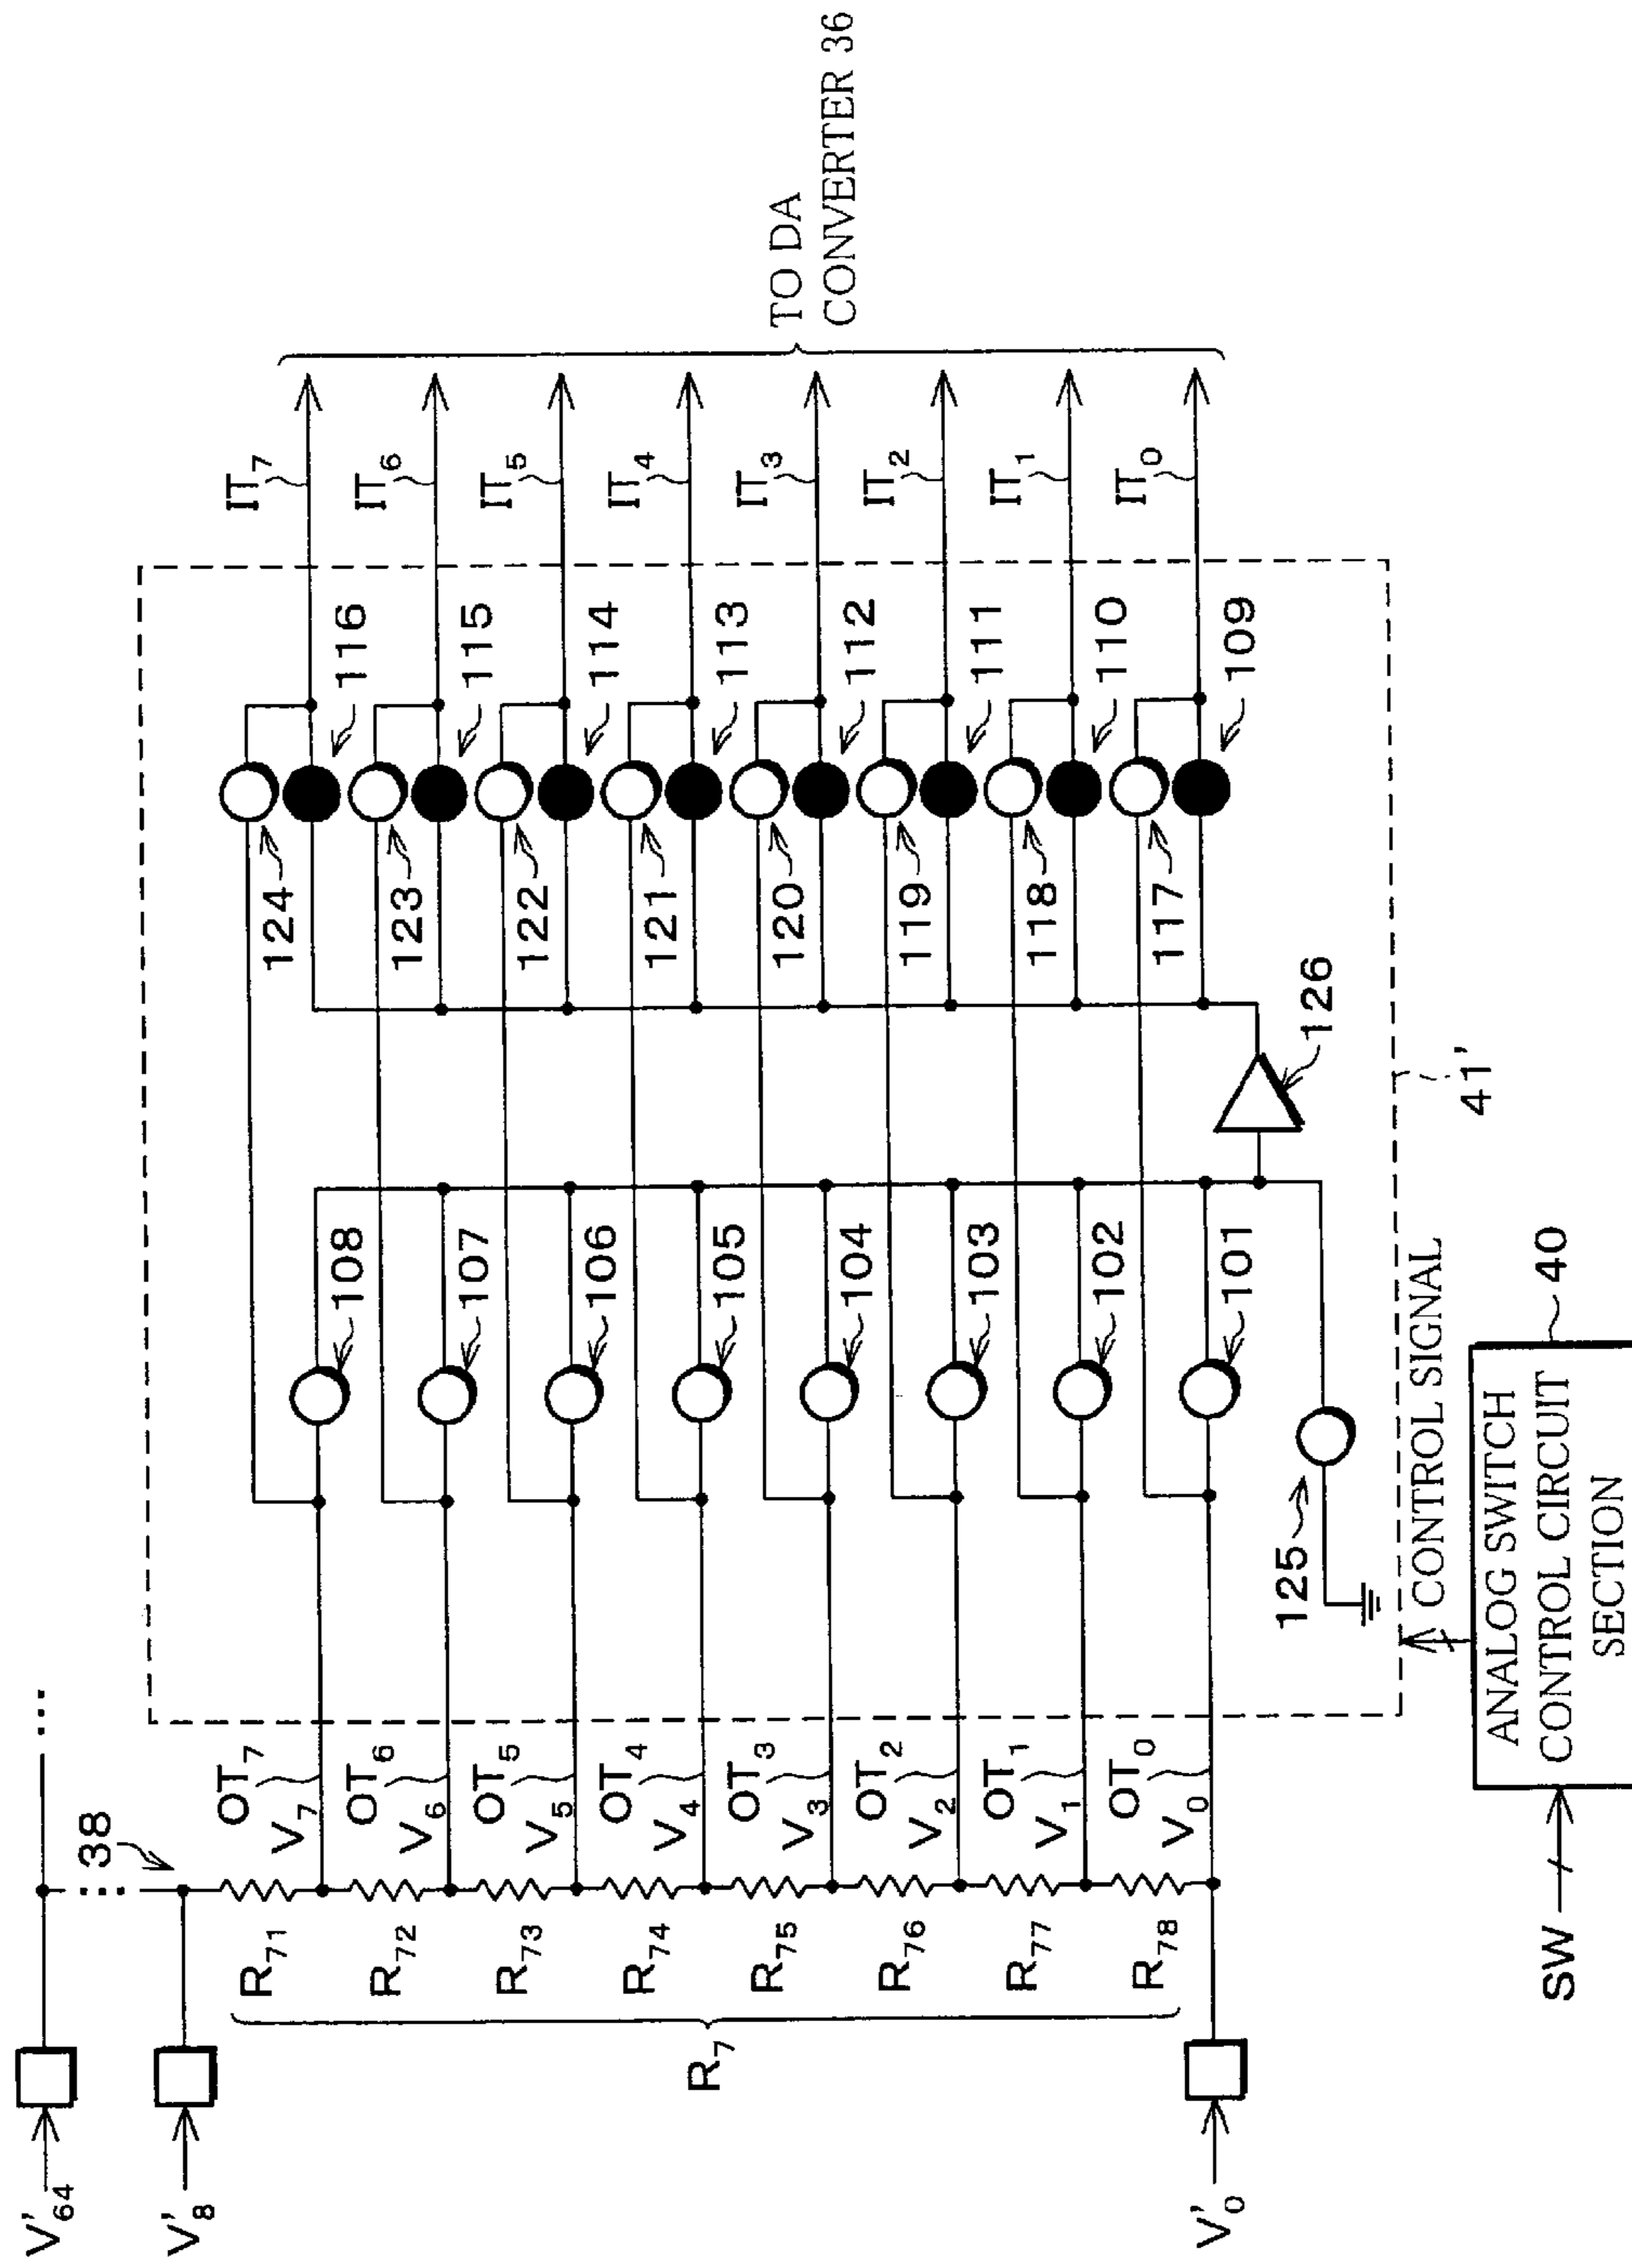 V'64
V'8
V'0
38
...
R7
R71
R72
R73
R74
R75
R76
R77
R78
OT7
V7
OT6
V6
OT5
V5
OT4
V4
OT3
V3
OT2
V2
OT1
V1
OT0
V0
108
107
106
105
104
103
102
101
125
126
124
123
122
121
120
119
118
117
116
115
114
113
112
111
110
109
IT7
IT6
IT5
IT4
IT3
IT2
IT1
IT0
TO DA
CONVERTER 36
41'
CONTROL SIGNAL
SW
ANALOG SWITCH
CONTROL CIRCUIT
SECTION
40